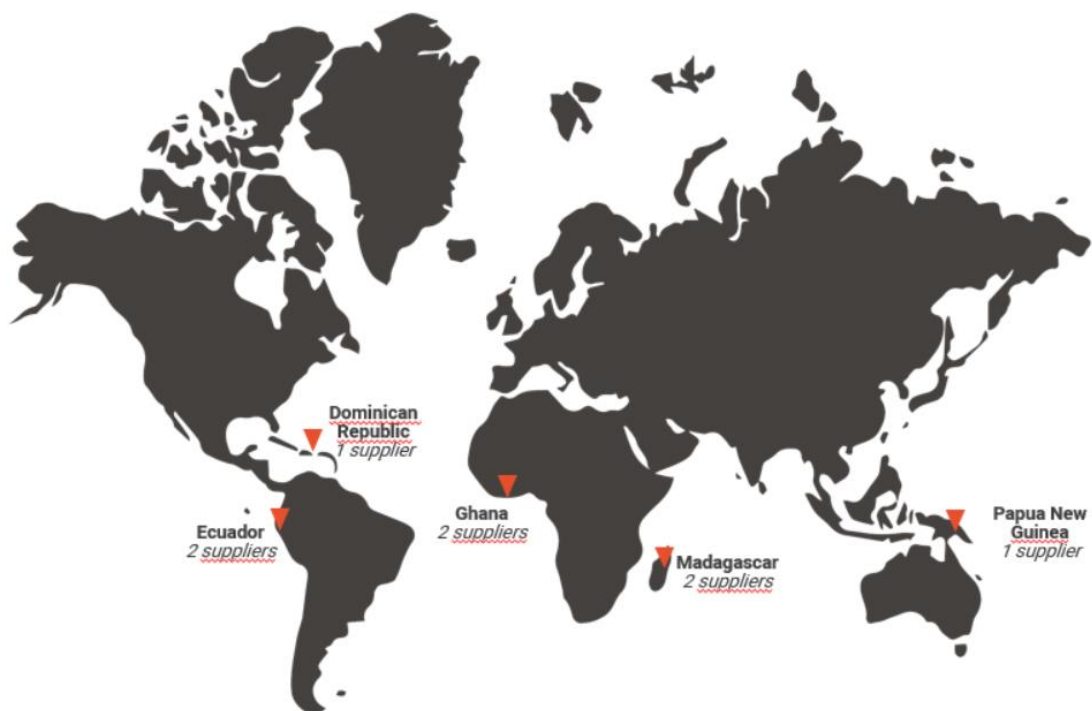 Dominican
Republic
1 supplier
Ecuador
2 suppliers
Ghana
2 suppliers
Madagascar
2 suppliers
Papua New
Guinea
1 supplier